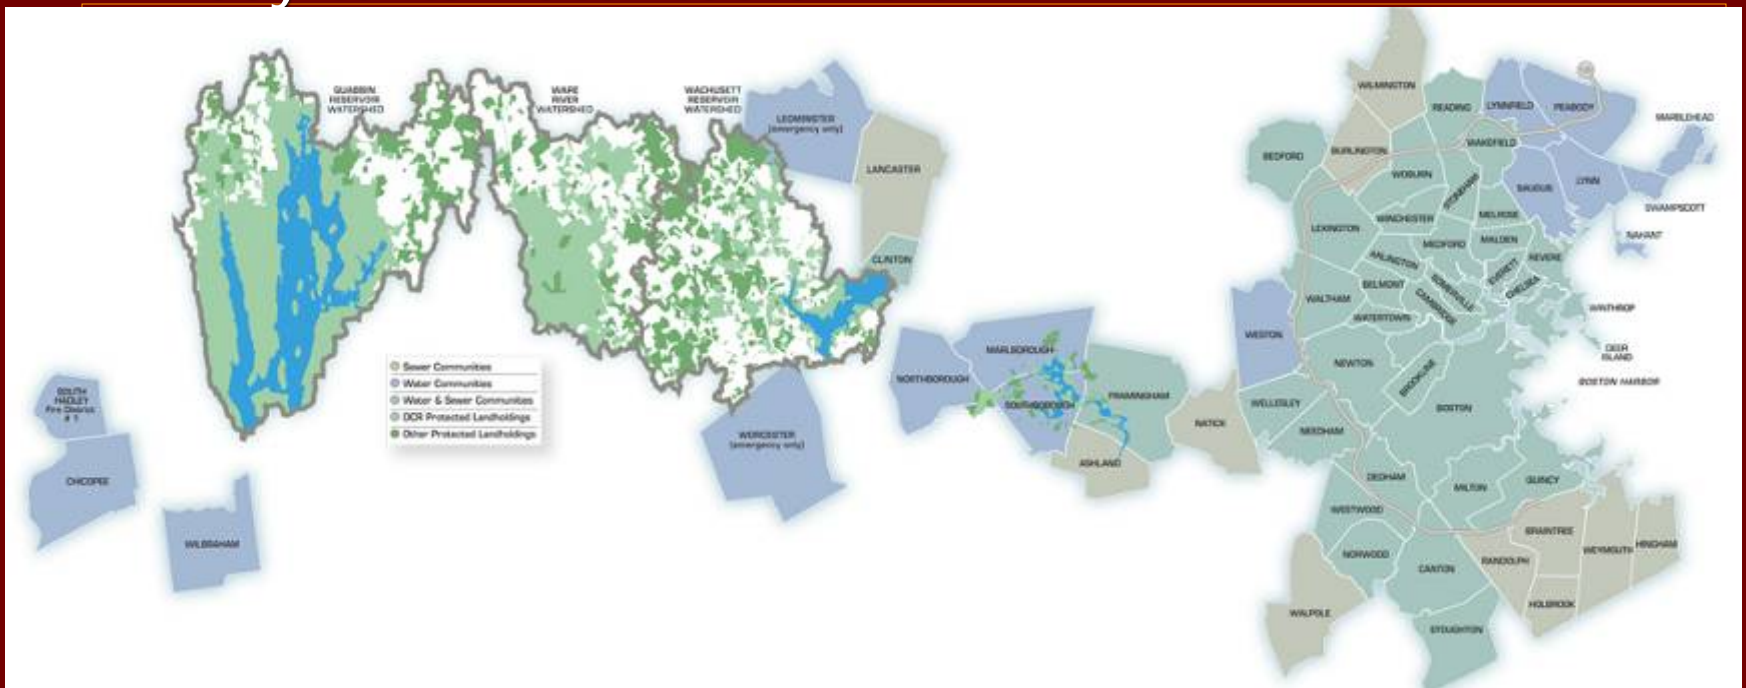 QUABBIN
RESERVOIR
WATERSHED
WARE
RIVER
WATERSHED
WACHUSETT
RESERVOIR
WATERSHED
LEOMINSTER
(emergency only)
LANCASTER
CLINTON
Sewer Communities
Water Communities
Water & Sewer Communities
DCR Protected Landholdings
Other Protected Landholdings
SOUTH
HADLEY
Fire District
# 1
CHICOPEE
WILBRAHAM
WORCESTER
(emergency only)
NORTHBOROUGH
MARLBOROUGH
SOUTHBOROUGH
FRAMINGHAM
ASHLAND
NATICK
WILMINGTON
READING
LYNNFIELD
PEABODY
MARBLEHEAD
BEDFORD
BURLINGTON
WAKEFIELD
WOBURN
STONEHAM
SAUGUS
LYNN
SWAMPSCOTT
NAHANT
LEXINGTON
WINCHESTER
MELROSE
MEDFORD
MALDEN
REVERE
ARLINGTON
EVERETT
CHELSEA
BELMONT
SOMERVILLE
CAMBRIDGE
WALTHAM
WATERTOWN
WINTHROP
WESTON
DEER
ISLAND
BOSTON HARBOR
NEWTON
BROOKLINE
BOSTON
WELLESLEY
NEEDHAM
DEDHAM
MILTON
QUINCY
WESTWOOD
NORWOOD
CANTON
RANDOLPH
BRAINTREE
WEYMOUTH
HINGHAM
HOLBROOK
WALPOLE
STOUGHTON